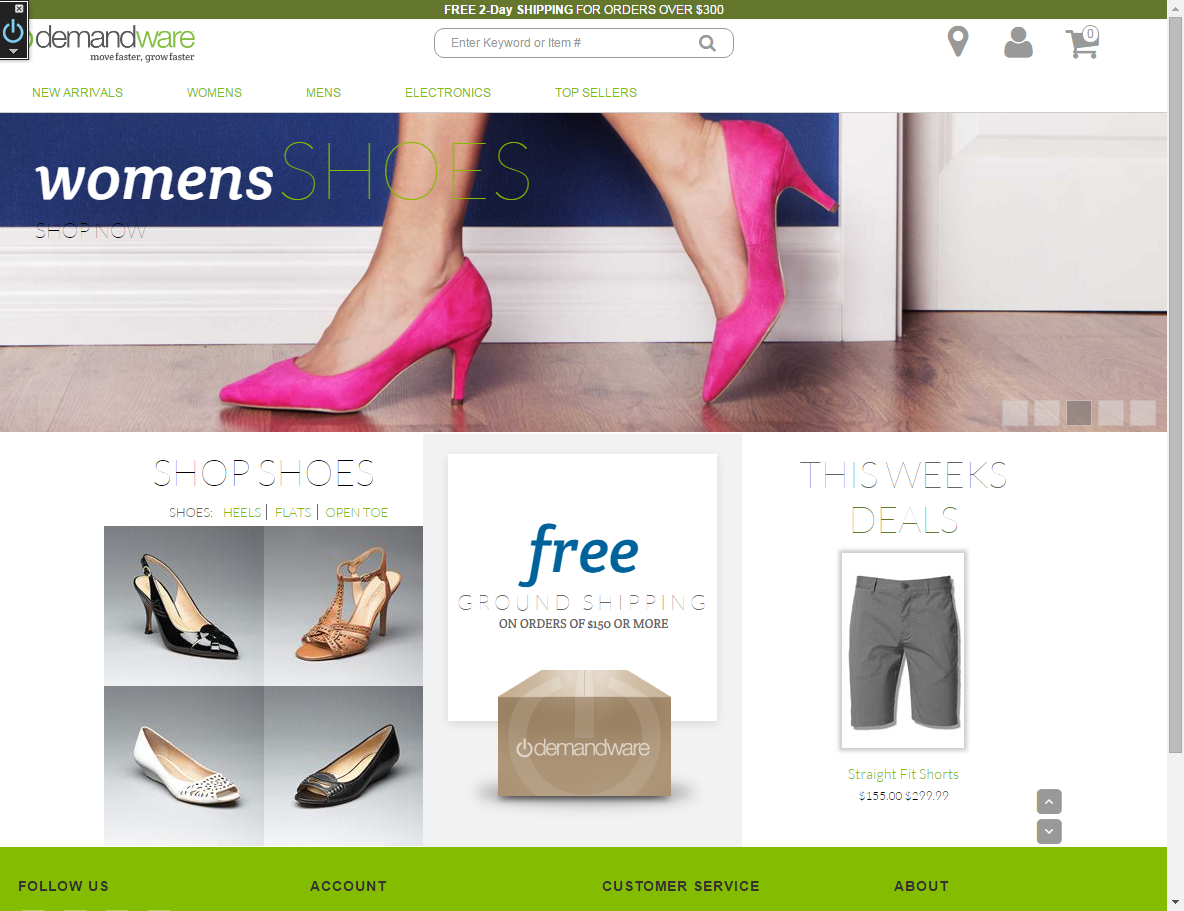 FREE 2-Day SHIPPING FOR ORDERS OVER $300
demandware
move faster, grow faster
Enter Keyword or Item #
0
NEW ARRIVALS WOMENS MENS ELECTRONICS TOP SELLERS
womens SHOES
SHOP NOW
SHOP SHOES
SHOES: HEELS | FLATS | OPEN TOE
free
GROUND SHIPPING
ON ORDERS OF $150 OR MORE
demandware
THIS WEEKS
DEALS
Straight Fit Shorts
$155.00 $299.99
FOLLOW US ACCOUNT CUSTOMER SERVICE ABOUT